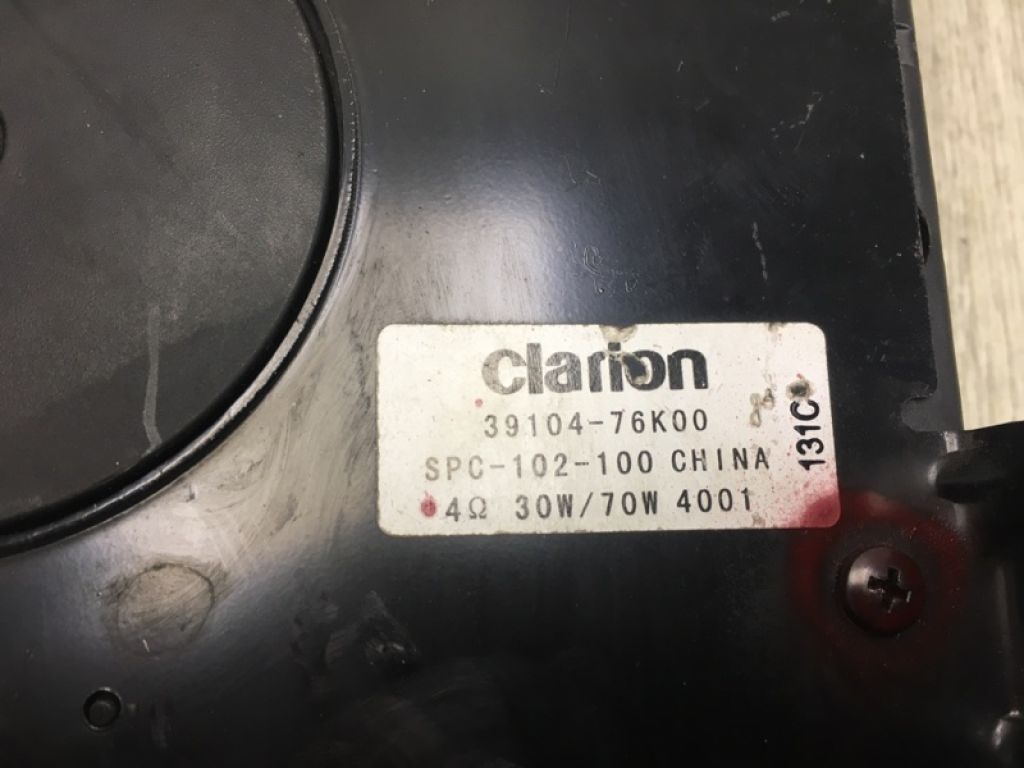 clarion
39104-76K00
SPC-102-100 CHINA
4Ω 30W/70W 4001
131C